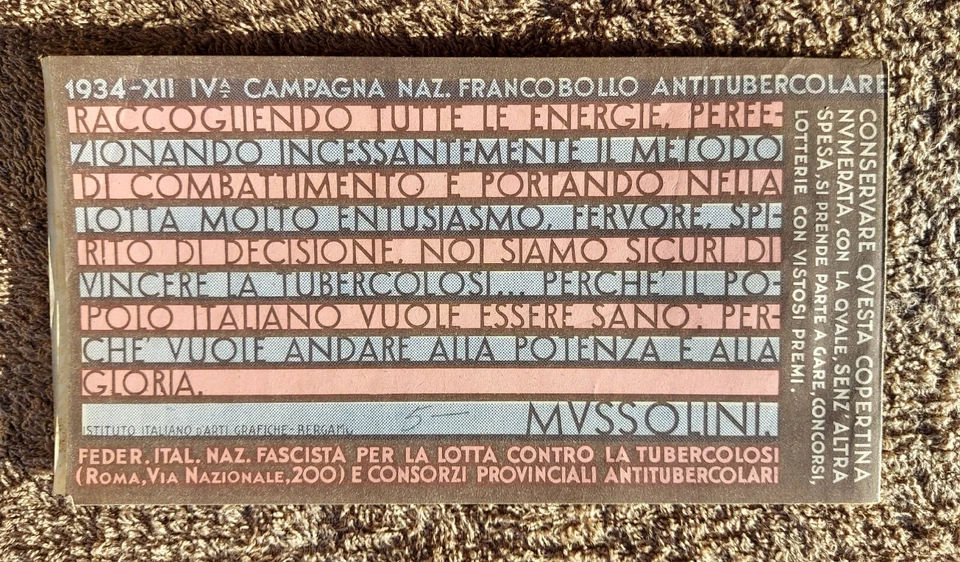 1934-XII IVᴬ CAMPAGNA NAZ. FRANCOBOLLO ANTITUBERCOLARE
RACCOGLIENDO TUTTE LE ENERGIE, PERFE-
ZIONANDO INCESSANTEMENTE IL METODO
DI COMBATTIMENTO E PORTANDO NELLA
LOTTA MOLTO ENTUSIASMO, FERVORE, SPI-
RITO DI DECISIONE, NOI SIAMO SICURI DI
VINCERE LA TUBERCOLOSI... PERCHE' IL PO-
POLO ITALIANO VUOLE ESSERE SANO; PER-
CHE' VUOLE ANDARE ALLA POTENZA E ALLA
GLORIA.
MVSSOLINI.
ISTITUTO ITALIANO D'ARTI GRAFICHE - BERGAMO
5—
FEDER. ITAL. NAZ. FASCISTA PER LA LOTTA CONTRO LA TUBERCOLOSI
(ROMA, VIA NAZIONALE, 200) E CONSORZI PROVINCIALI ANTITUBERCOLARI
CONSERVARE QVESTA COPERTINA
NVMERATA, CON LA QVALE, SENZ'ALTRA
SPESA, SI PRENDE PARTE A GARE, CONCORSI,
LOTTERIE CON VISTOSI PREMI.